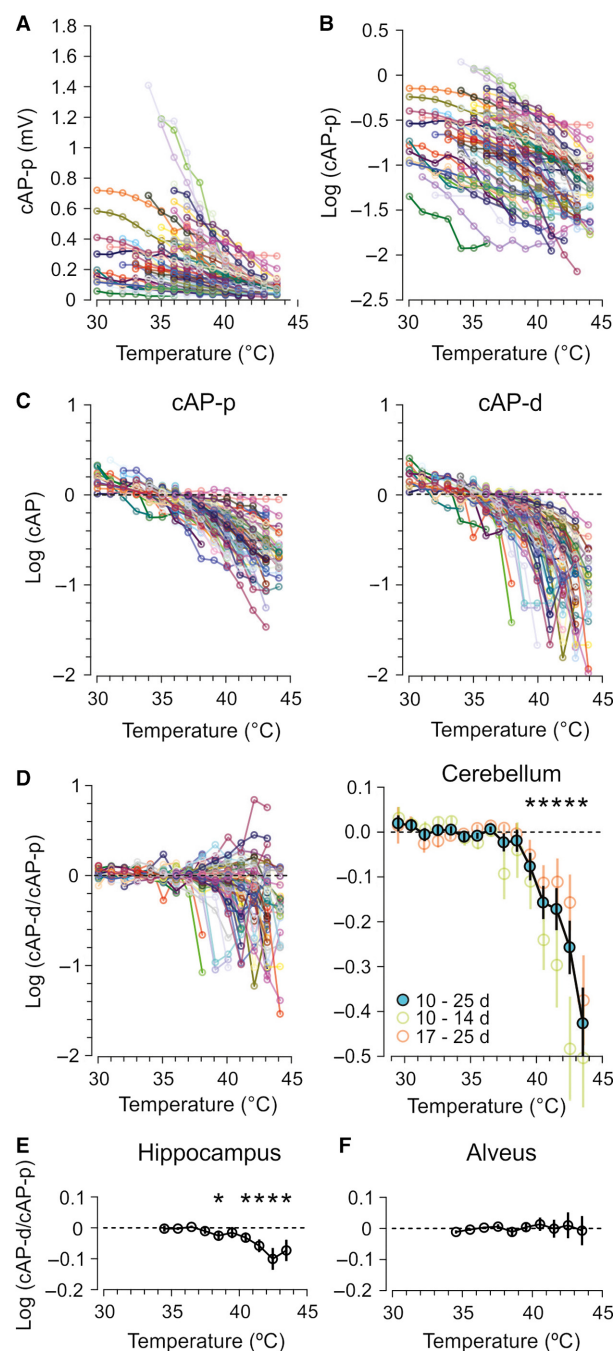 A
B
1.8
1.6
1.4
1.2
1.0
0.8
0.6
0.4
0.2
0
cAP-p (mV)
30 35 40 45
Temperature (°C)
0.5
0
−0.5
−1.0
−1.5
−2.0
−2.5
Log (cAP-p)
30 35 40 45
Temperature (°C)
C
cAP-p
cAP-d
1
0
−1
−2
Log (cAP)
30 35 40 45
Temperature (°C)
1
0
−1
−2
30 35 40 45
Temperature (°C)
D
Cerebellum
2
1
0
−1
−2
Log (cAP-d/cAP-p)
30 35 40 45
Temperature (°C)
0.1
0.0
−0.1
−0.2
−0.3
−0.4
−0.5
*****
10 - 25 d
10 - 14 d
17 - 25 d
30 35 40 45
Temperature (°C)
E
Hippocampus
F
Alveus
0.1
0
−0.1
−0.2
Log (cAP-d/cAP-p)
* ****
30 35 40 45
Temperature (ºC)
0.1
0
−0.1
−0.2
30 35 40 45
Temperature (ºC)